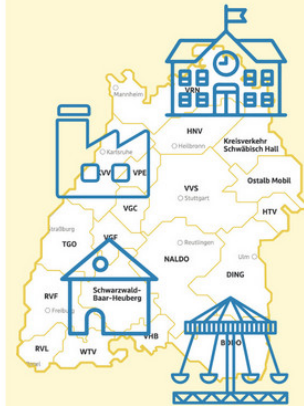 Mannheim
VRN
HNV
Kreisverkehr
Schwäbisch Hall
Heilbronn
Karlsruhe
KVV
VPE
Ostalb Mobil
VVS
Stuttgart
VGC
HTV
Straßburg
TGO
VGF
Reutlingen
Ulm
NALDO
DING
Schwarzwald-
Baar-Heuberg
RVF
Freiburg
VHB
BODO
RVL
WTV